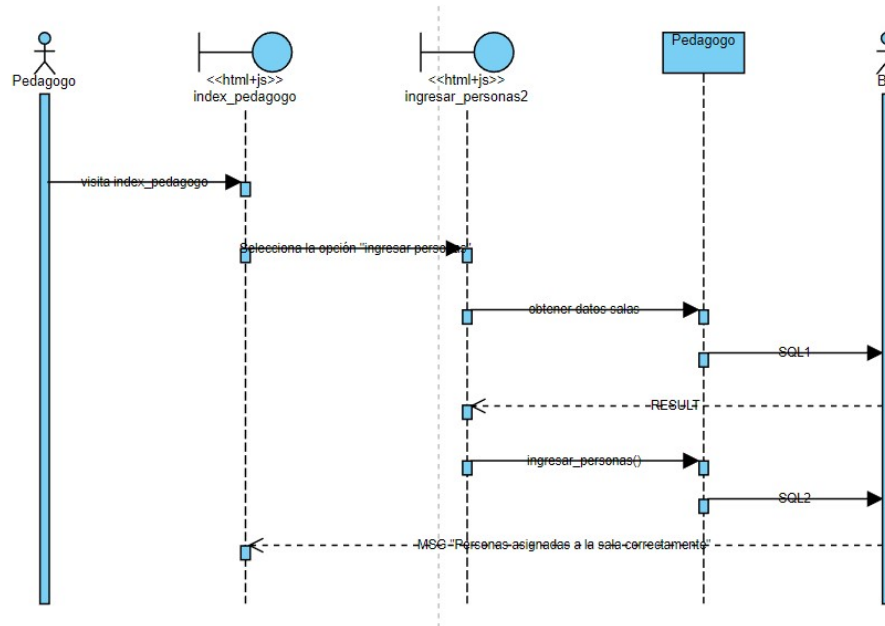 Pedagogo
<<html+js>>
index_pedagogo
<<html+js>>
ingresar_personas2
Pedagogo
B
visita index_pedagogo
Selecciona la opción "ingresar personas"
obtener datos salas
SQL1
RESULT
ingresar_personas()
SQL2
MSG "Personas asignadas a la sala correctamente"